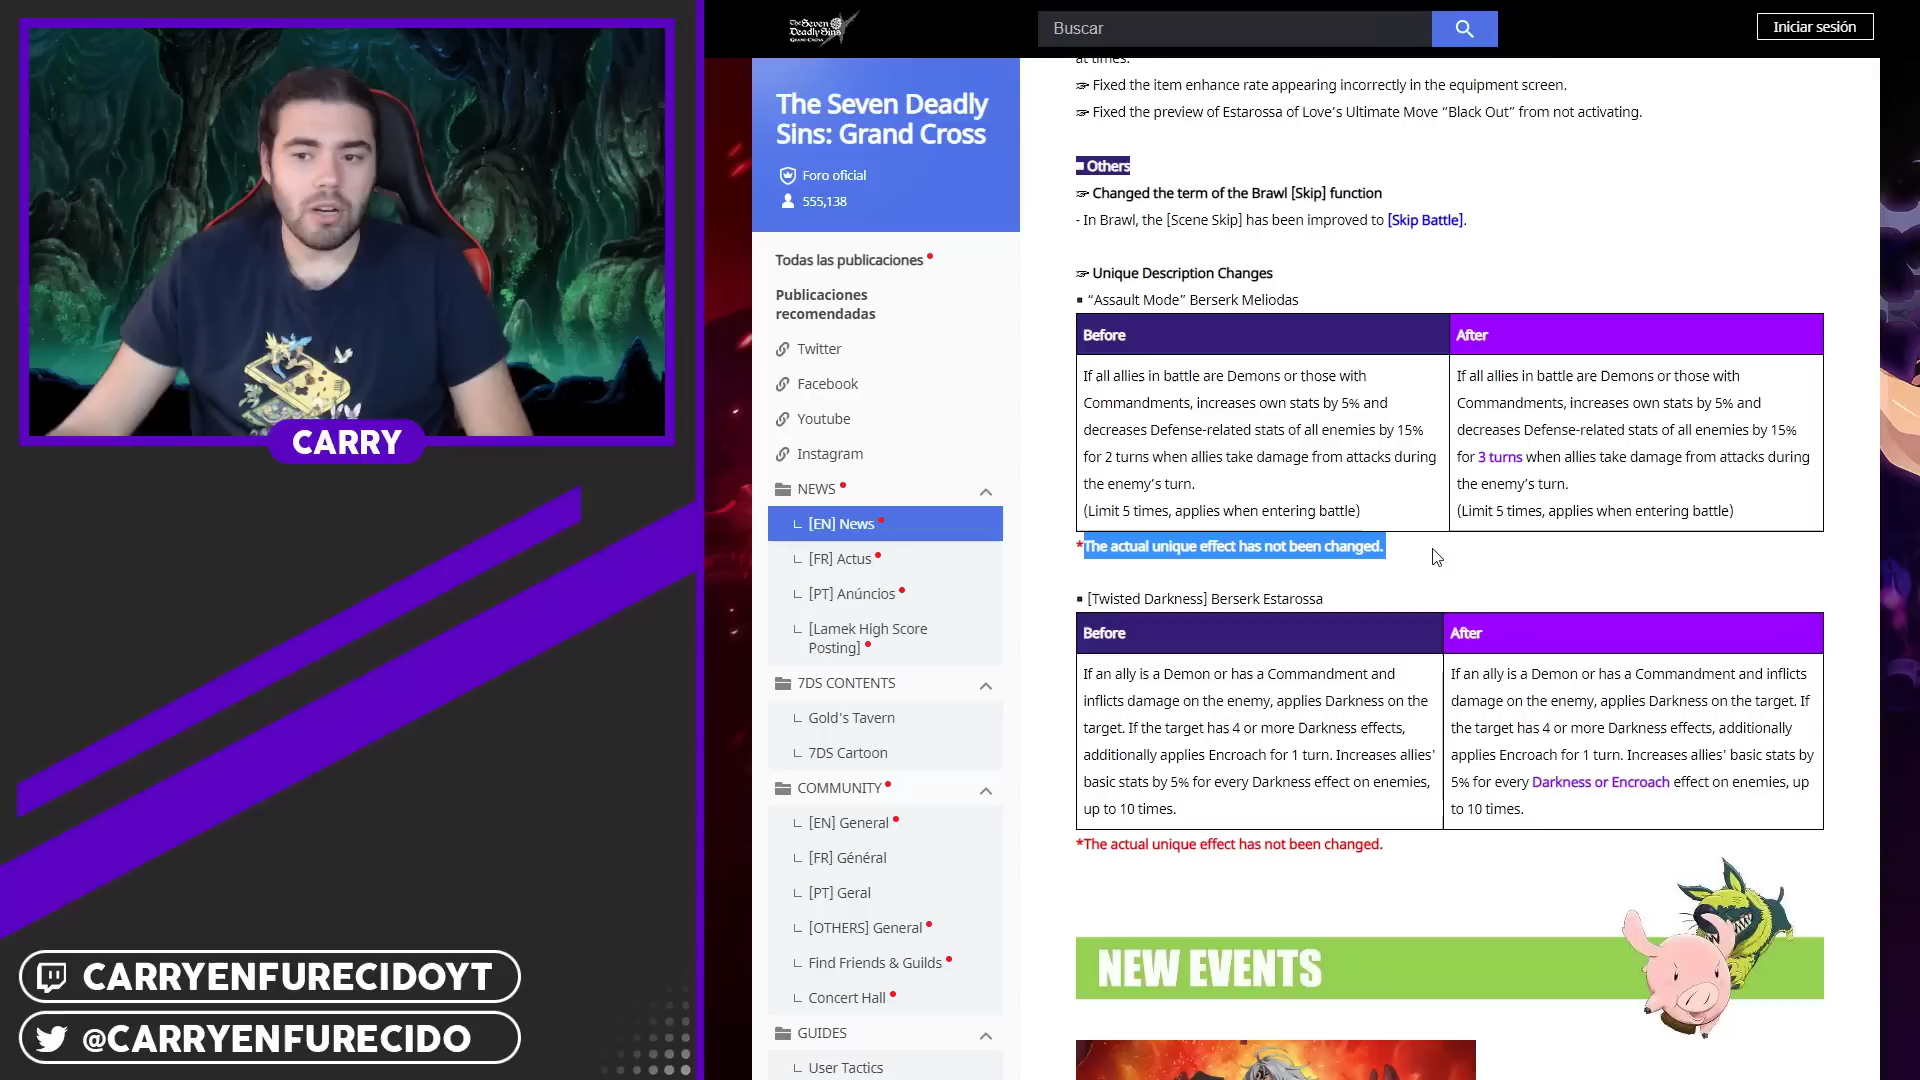 CARRY
CARRYENFURECIDOYT
@CARRYENFURECIDO
The Seven
Deadly Sins
GRAND CROSS
Buscar
Iniciar sesión
The Seven Deadly
Sins: Grand Cross
Foro oficial
555,138
Todas las publicaciones
Publicaciones
recomendadas
Twitter
Facebook
Youtube
Instagram
NEWS
[EN] News
[FR] Actus
[PT] Anúncios
[Lamek High Score
Posting]
7DS CONTENTS
Gold's Tavern
7DS Cartoon
COMMUNITY
[EN] General
[FR] Général
[PT] Geral
[OTHERS] General
Find Friends & Guilds
Concert Hall
GUIDES
User Tactics
at times.
☞ Fixed the item enhance rate appearing incorrectly in the equipment screen.
☞ Fixed the preview of Estarossa of Love’s Ultimate Move “Black Out” from not activating.
■ Others
☞ Changed the term of the Brawl [Skip] function
- In Brawl, the [Scene Skip] has been improved to [Skip Battle].
☞ Unique Description Changes
▪ “Assault Mode” Berserk Meliodas
Before
If all allies in battle are Demons or those with
Commandments, increases own stats by 5% and
decreases Defense-related stats of all enemies by 15%
for 2 turns when allies take damage from attacks during
the enemy’s turn.
(Limit 5 times, applies when entering battle)
After
If all allies in battle are Demons or those with
Commandments, increases own stats by 5% and
decreases Defense-related stats of all enemies by 15%
for 3 turns when allies take damage from attacks during
the enemy’s turn.
(Limit 5 times, applies when entering battle)
*The actual unique effect has not been changed.
▪ [Twisted Darkness] Berserk Estarossa
Before
If an ally is a Demon or has a Commandment and
inflicts damage on the enemy, applies Darkness on the
target. If the target has 4 or more Darkness effects,
additionally applies Encroach for 1 turn. Increases allies'
basic stats by 5% for every Darkness effect on enemies,
up to 10 times.
After
If an ally is a Demon or has a Commandment and inflicts
damage on the enemy, applies Darkness on the target. If
the target has 4 or more Darkness effects, additionally
applies Encroach for 1 turn. Increases allies' basic stats by
5% for every Darkness or Encroach effect on enemies, up
to 10 times.
*The actual unique effect has not been changed.
NEW EVENTS